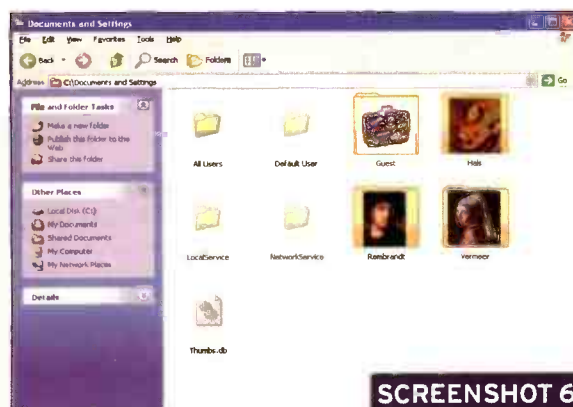 Documents and Settings
File Edit View Favorites Tools Help
Back Search Folders
Address C:\Documents and Settings Go
File and Folder Tasks
Make a new folder
Publish this folder to the
Web
Share this folder
Other Places
Local Disk (C:)
My Documents
Shared Documents
My Computer
My Network Places
Details
All Users Default User Guest Hals
LocalService NetworkService Rembrandt Vermeer
Thumbs.db
SCREENSHOT 6